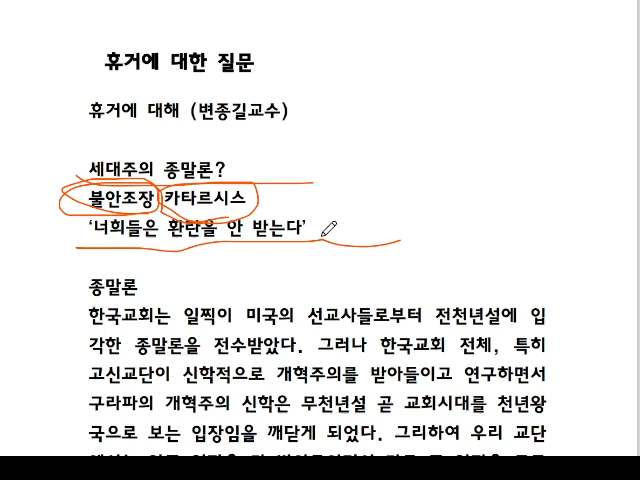 휴거에 대한 질문
휴거에 대해 (변종길교수)
세대주의 종말론?
불안조장 카타르시스
‘너희들은 환란을 안 받는다’
종말론
한국교회는 일찍이 미국의 선교사들로부터 전천년설에 입
각한 종말론을 전수받았다. 그러나 한국교회 전체, 특히
고신교단이 신학적으로 개혁주의를 받아들이고 연구하면서
구라파의 개혁주의 신학은 무천년설 곧 교회시대를 천년왕
국으로 보는 입장임을 깨닫게 되었다. 그리하여 우리 교단